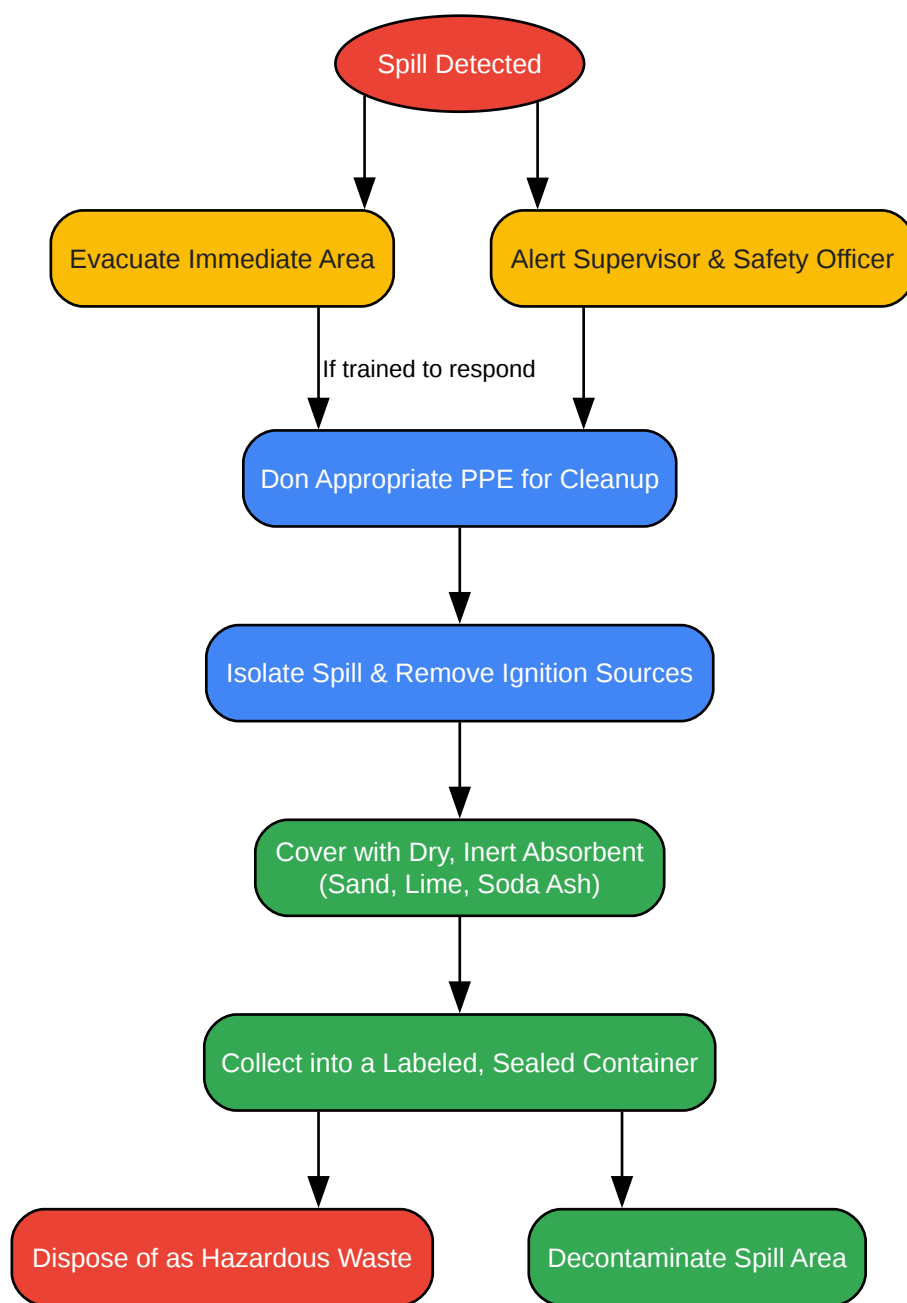 Spill Detected
Evacuate Immediate Area
Alert Supervisor & Safety Officer
If trained to respond
Don Appropriate PPE for Cleanup
Isolate Spill & Remove Ignition Sources
Cover with Dry, Inert Absorbent
(Sand, Lime, Soda Ash)
Collect into a Labeled, Sealed Container
Dispose of as Hazardous Waste
Decontaminate Spill Area